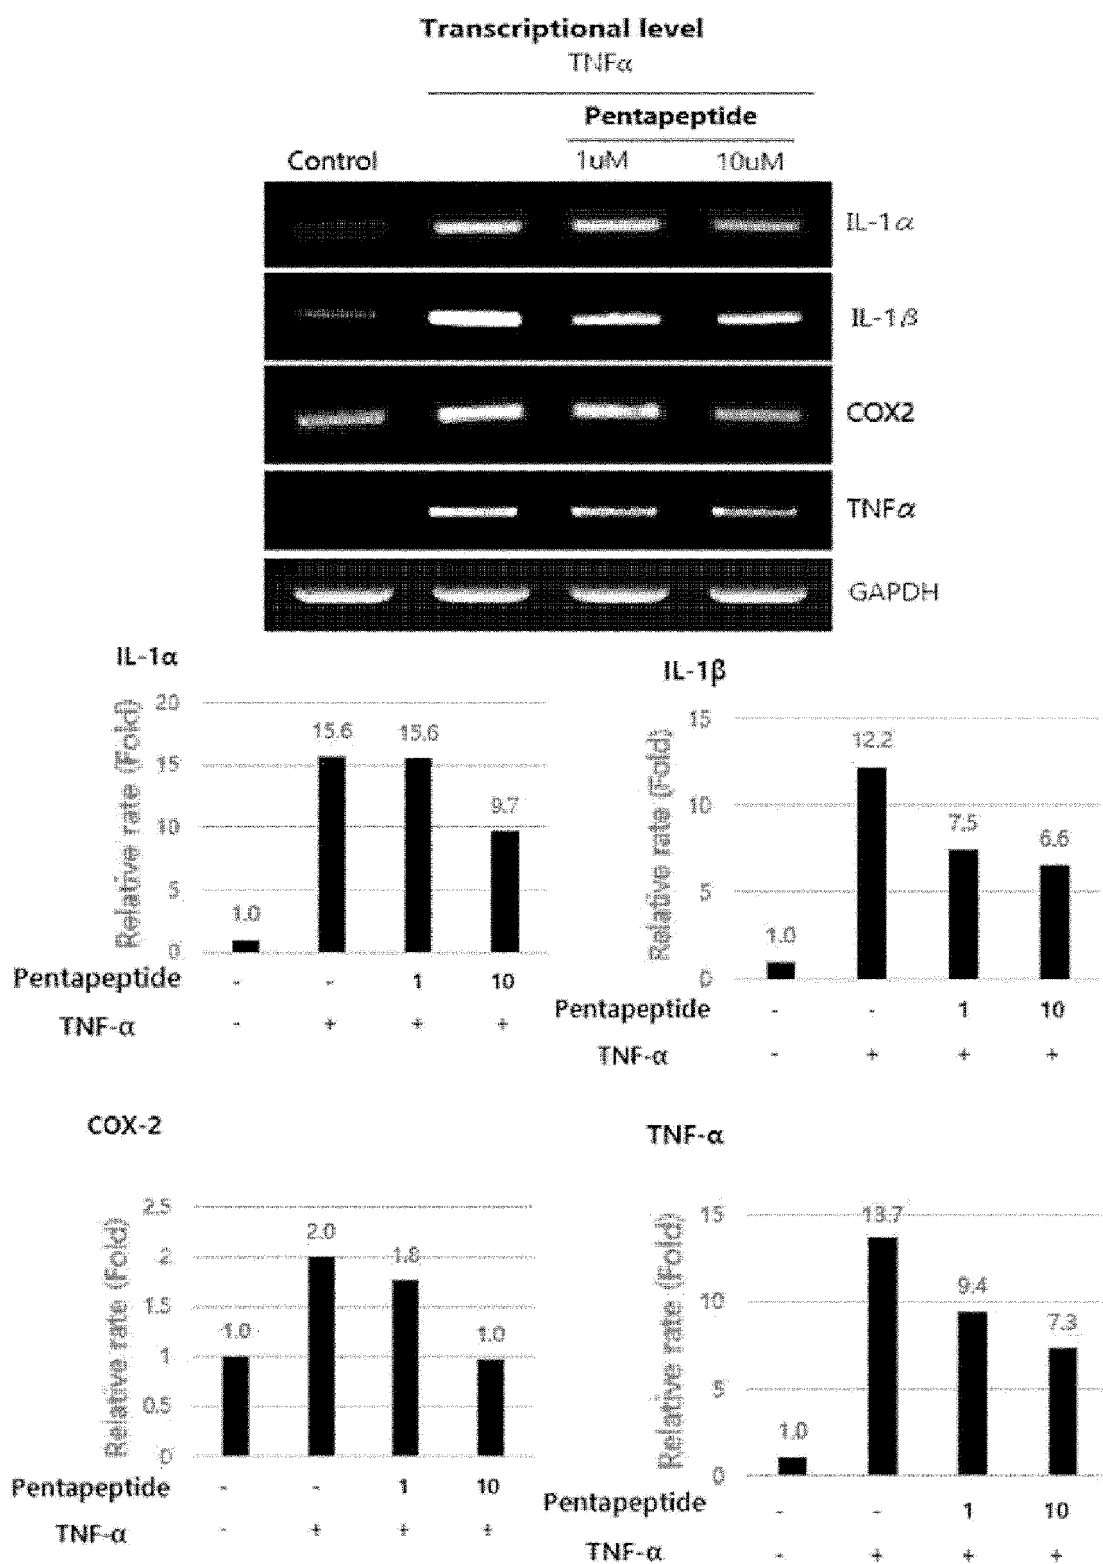 Transcriptional level
TNFα
Pentapeptide
Control 1uM 10uM
IL-1α
IL-1β
COX2
TNFα
GAPDH
IL-1α
Relative rate (Fold)
20
15
10
5
0
1.0 15.6 15.6 9.7
Pentapeptide - - 1 10
TNF-α - + + +
IL-1β
Relative rate (Fold)
15
10
5
0
1.0 12.2 7.5 6.6
Pentapeptide - - 1 10
TNF-α - + + +
COX-2
Relative rate (Fold)
2.5
2
1.5
1
0.5
0
1.0 2.0 1.8 1.0
Pentapeptide - - 1 10
TNF-α - + + +
TNF-α
Relative rate (Fold)
15
10
5
0
1.0 13.7 9.4 7.3
Pentapeptide - - 1 10
TNF-α - + + +